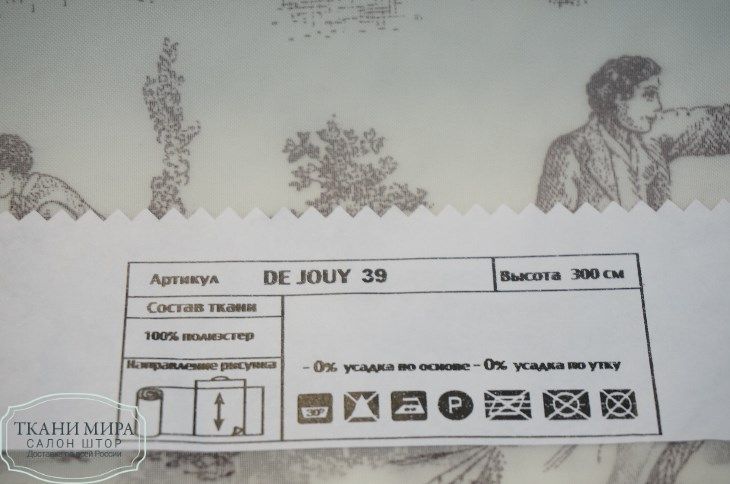 Артикул DE JOUY 39 Высота 300 см
Состав ткани
100% полиэстер
Направление рисунка
- 0% усадка по основе - 0% усадка по утку
30°
P
ТКАНИ МИРА
САЛОН ШТОР
Доставка по всей России